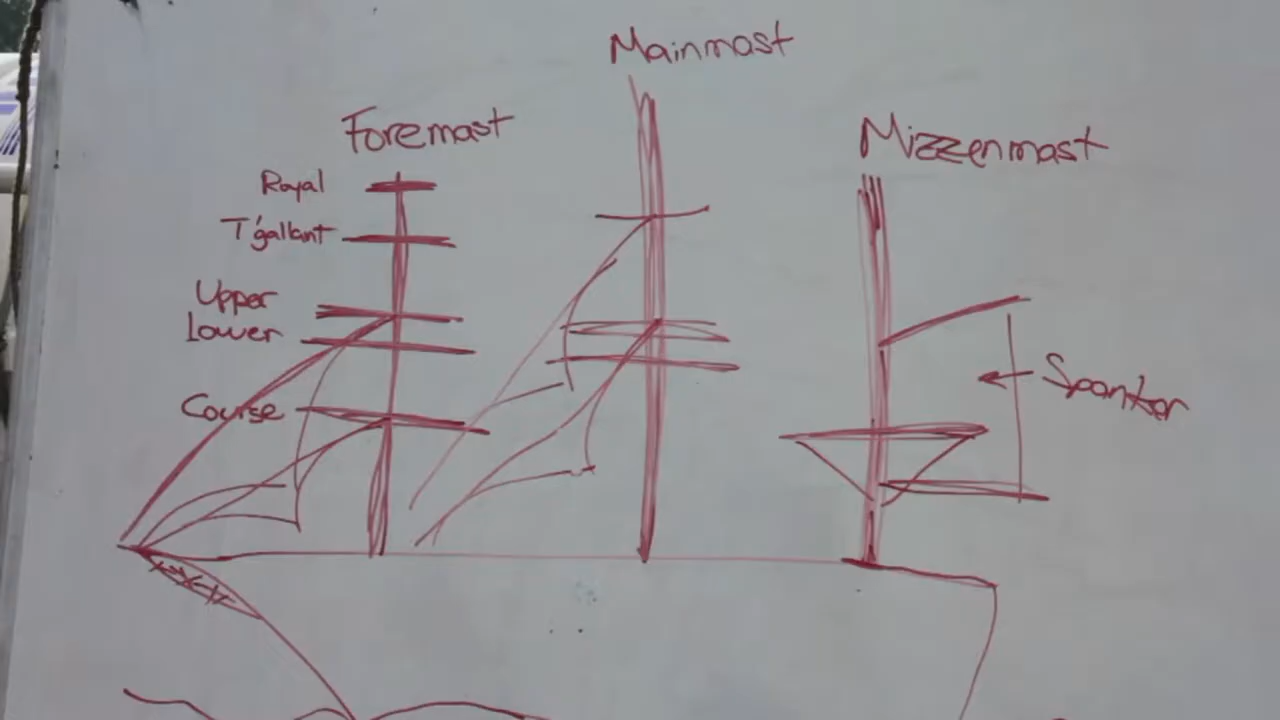 Mainmast
Foremast
Mizzenmast
Royal
T'gallant
Upper
Lower
Course
Spanker